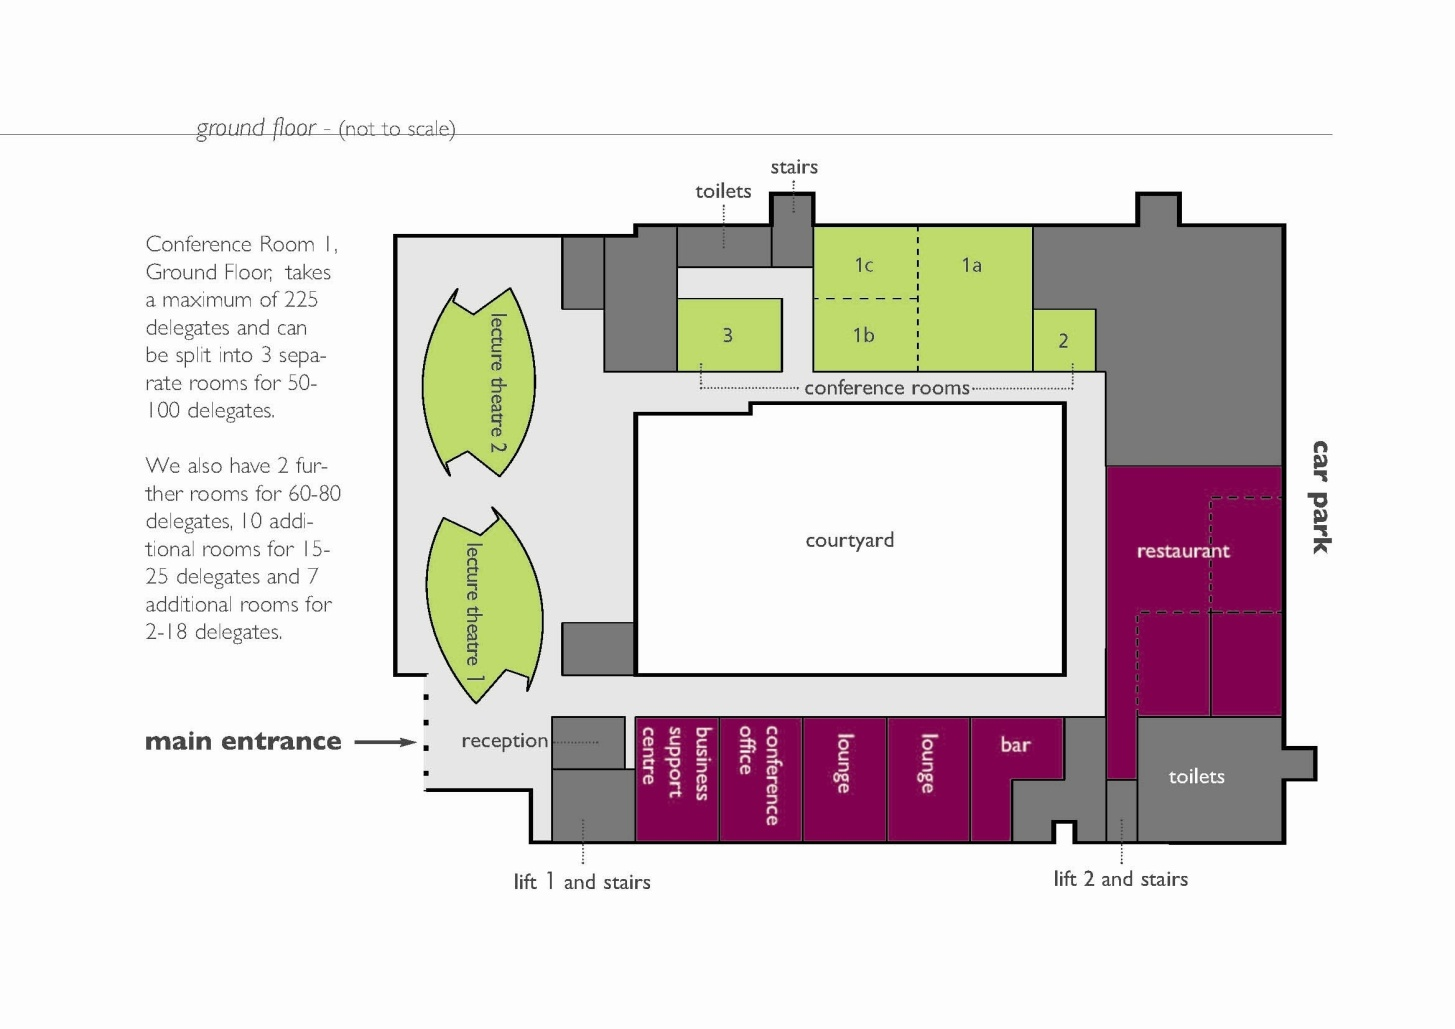 ground floor - (not to scale)
stairs
toilets
Conference Room 1,
Ground Floor, takes
a maximum of 225
delegates and can
be split into 3 sepa-
rate rooms for 50-
100 delegates.
We also have 2 fur-
ther rooms for 60-80
delegates, 10 addi-
tional rooms for 15-
25 delegates and 7
additional rooms for
2-18 delegates.
1c
1a
3
1b
2
conference rooms
lecture theatre 2
lecture theatre 1
courtyard
restaurant
car park
main entrance
reception
business
support
centre
conference
office
lounge
lounge
bar
toilets
lift 1 and stairs
lift 2 and stairs